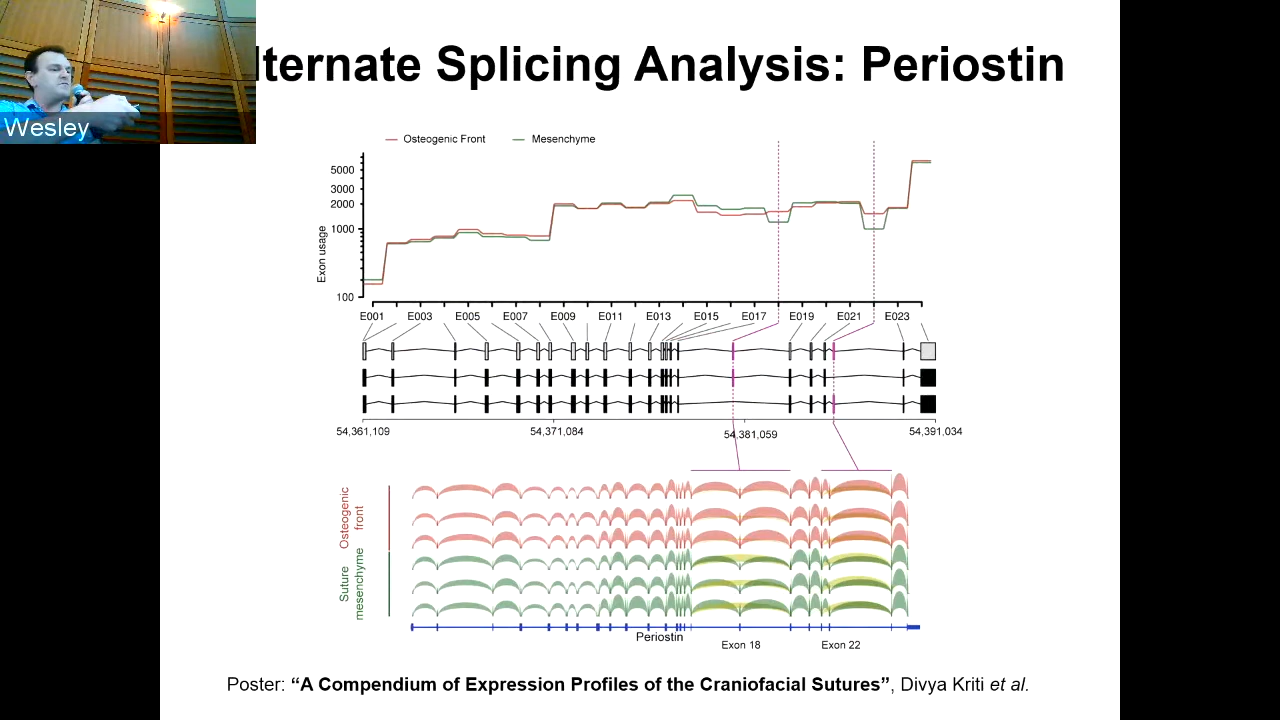 lternate Splicing Analysis: Periostin
Wesley
Osteogenic Front
Mesenchyme
5000
3000
2000
1000
100
Exon usage
E001 E003 E005 E007 E009 E011 E013 E015 E017 E019 E021 E023
54,361,109 54,371,084 54,381,059 54,391,034
Osteogenic
front
Suture
mesenchyme
Periostin
Exon 18 Exon 22
Poster: “A Compendium of Expression Profiles of the Craniofacial Sutures”, Divya Kriti et al.